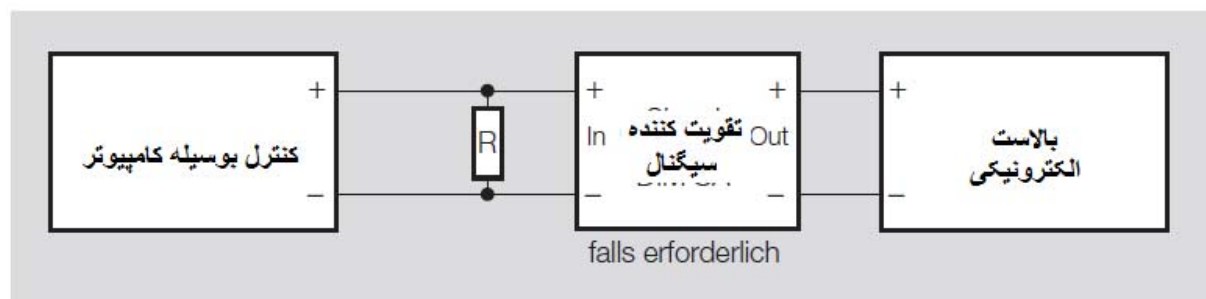 کنترل بوسیله کامپیوتر
+
−
R
+
In
−
تقویت کننده
سیگنال
+
Out
−
falls erforderlich
+
−
بالاست
الکترونیکی